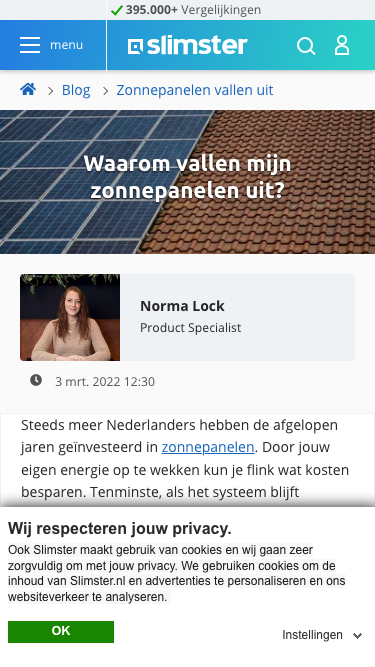 395.000+ Vergelijkingen
menu
slimster
Blog
Zonnepanelen vallen uit
Waarom vallen mijn
zonnepanelen uit?
Norma Lock
Product Specialist
3 mrt. 2022 12:30
Steeds meer Nederlanders hebben de afgelopen
jaren geïnvesteerd in zonnepanelen. Door jouw
eigen energie op te wekken kun je flink wat kosten
besparen. Tenminste, als het systeem blijft
Wij respecteren jouw privacy.
Ook Slimster maakt gebruik van cookies en wij gaan zeer
zorgvuldig om met jouw privacy. We gebruiken cookies om de
inhoud van Slimster.nl en advertenties te personaliseren en ons
websiteverkeer te analyseren.
OK
Instellingen